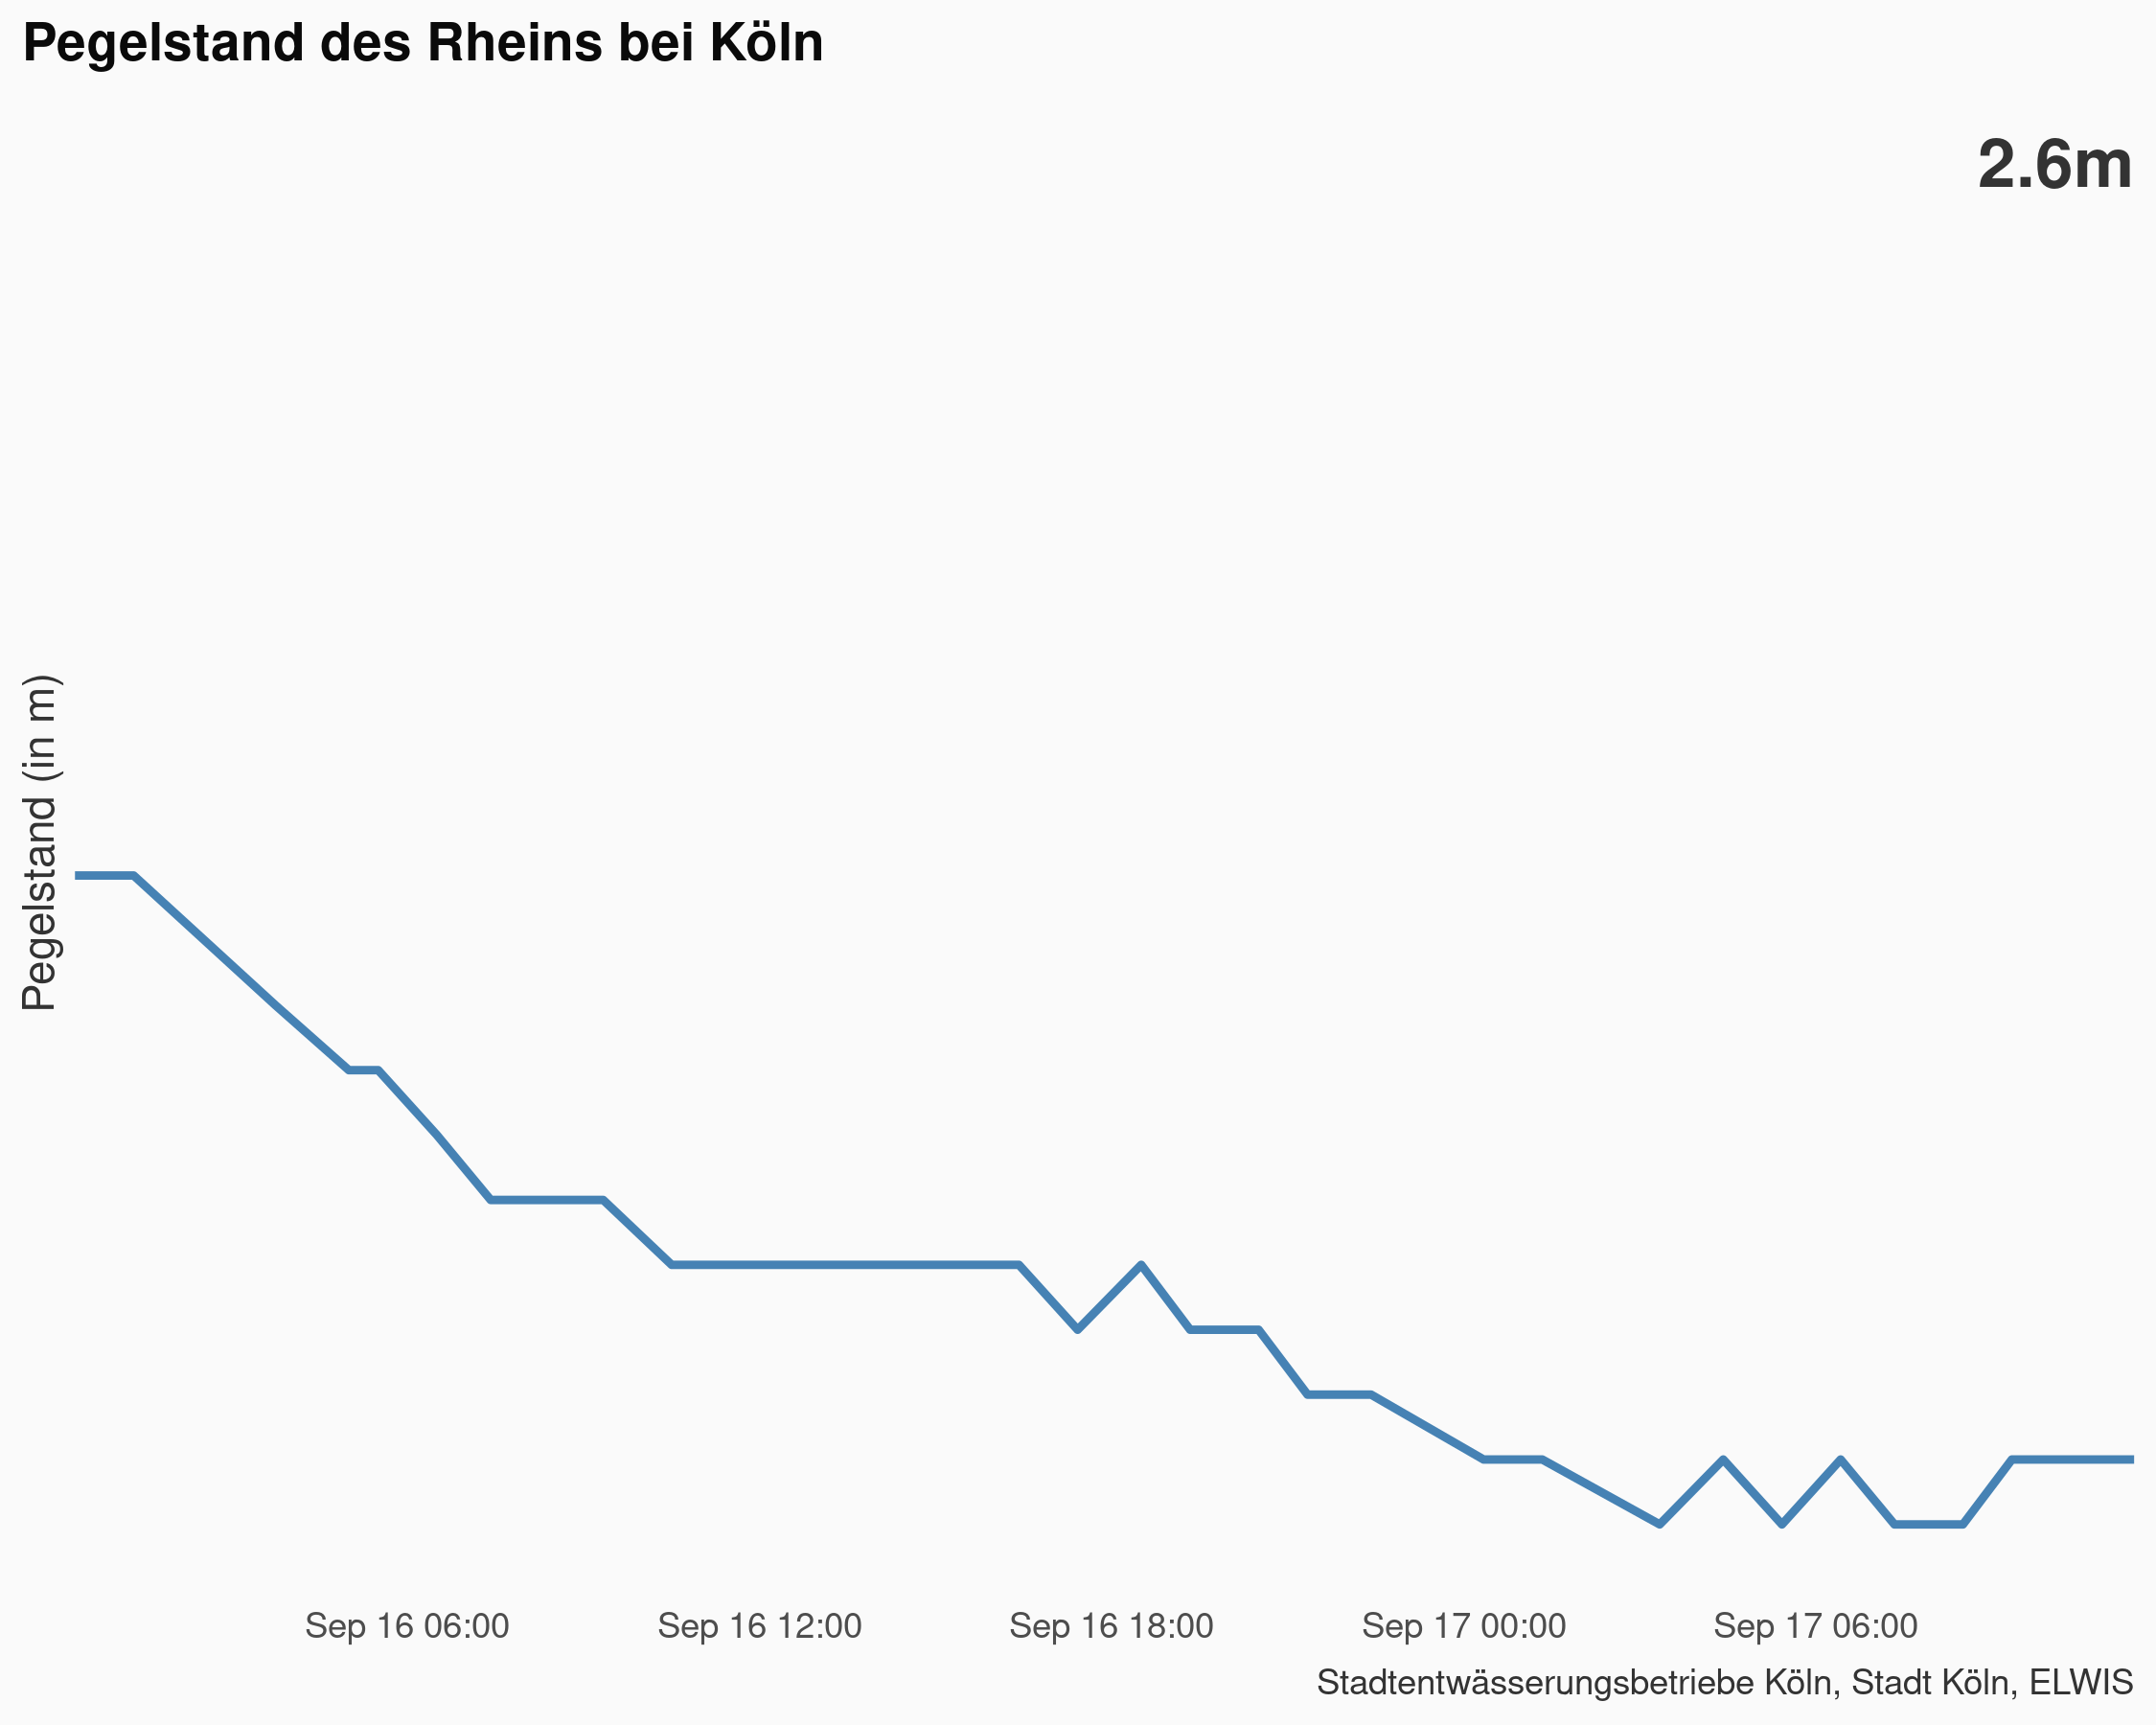 Pegelstand des Rheins bei Köln
2.6m
Pegelstand (in m)
Sep 16 06:00
Sep 16 12:00
Sep 16 18:00
Sep 17 00:00
Sep 17 06:00
Stadtentwässerungsbetriebe Köln, Stadt Köln, ELWIS